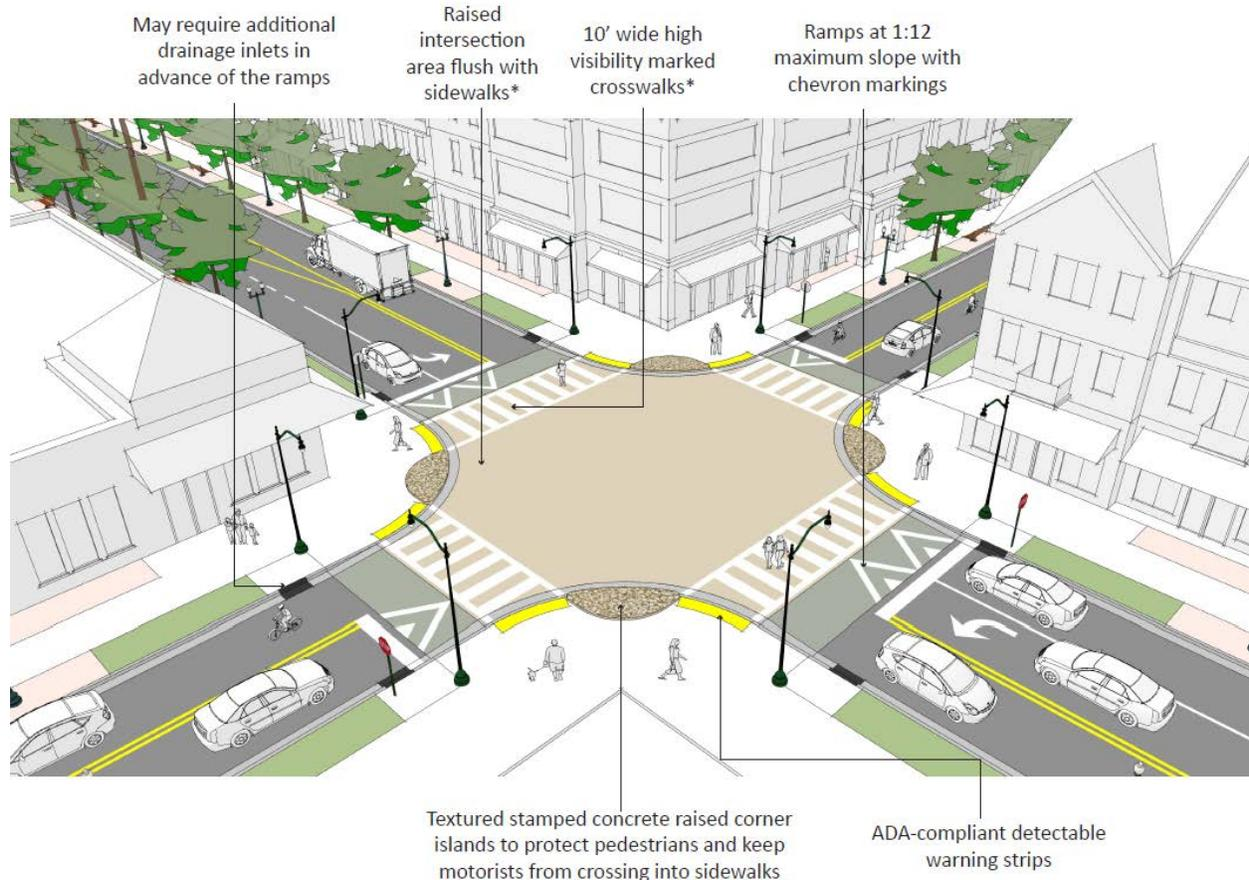 May require additional
drainage inlets in
advance of the ramps
Raised
intersection
area flush with
sidewalks*
10’ wide high
visibility marked
crosswalks*
Ramps at 1:12
maximum slope with
chevron markings
Textured stamped concrete raised corner
islands to protect pedestrians and keep
motorists from crossing into sidewalks
ADA-compliant detectable
warning strips